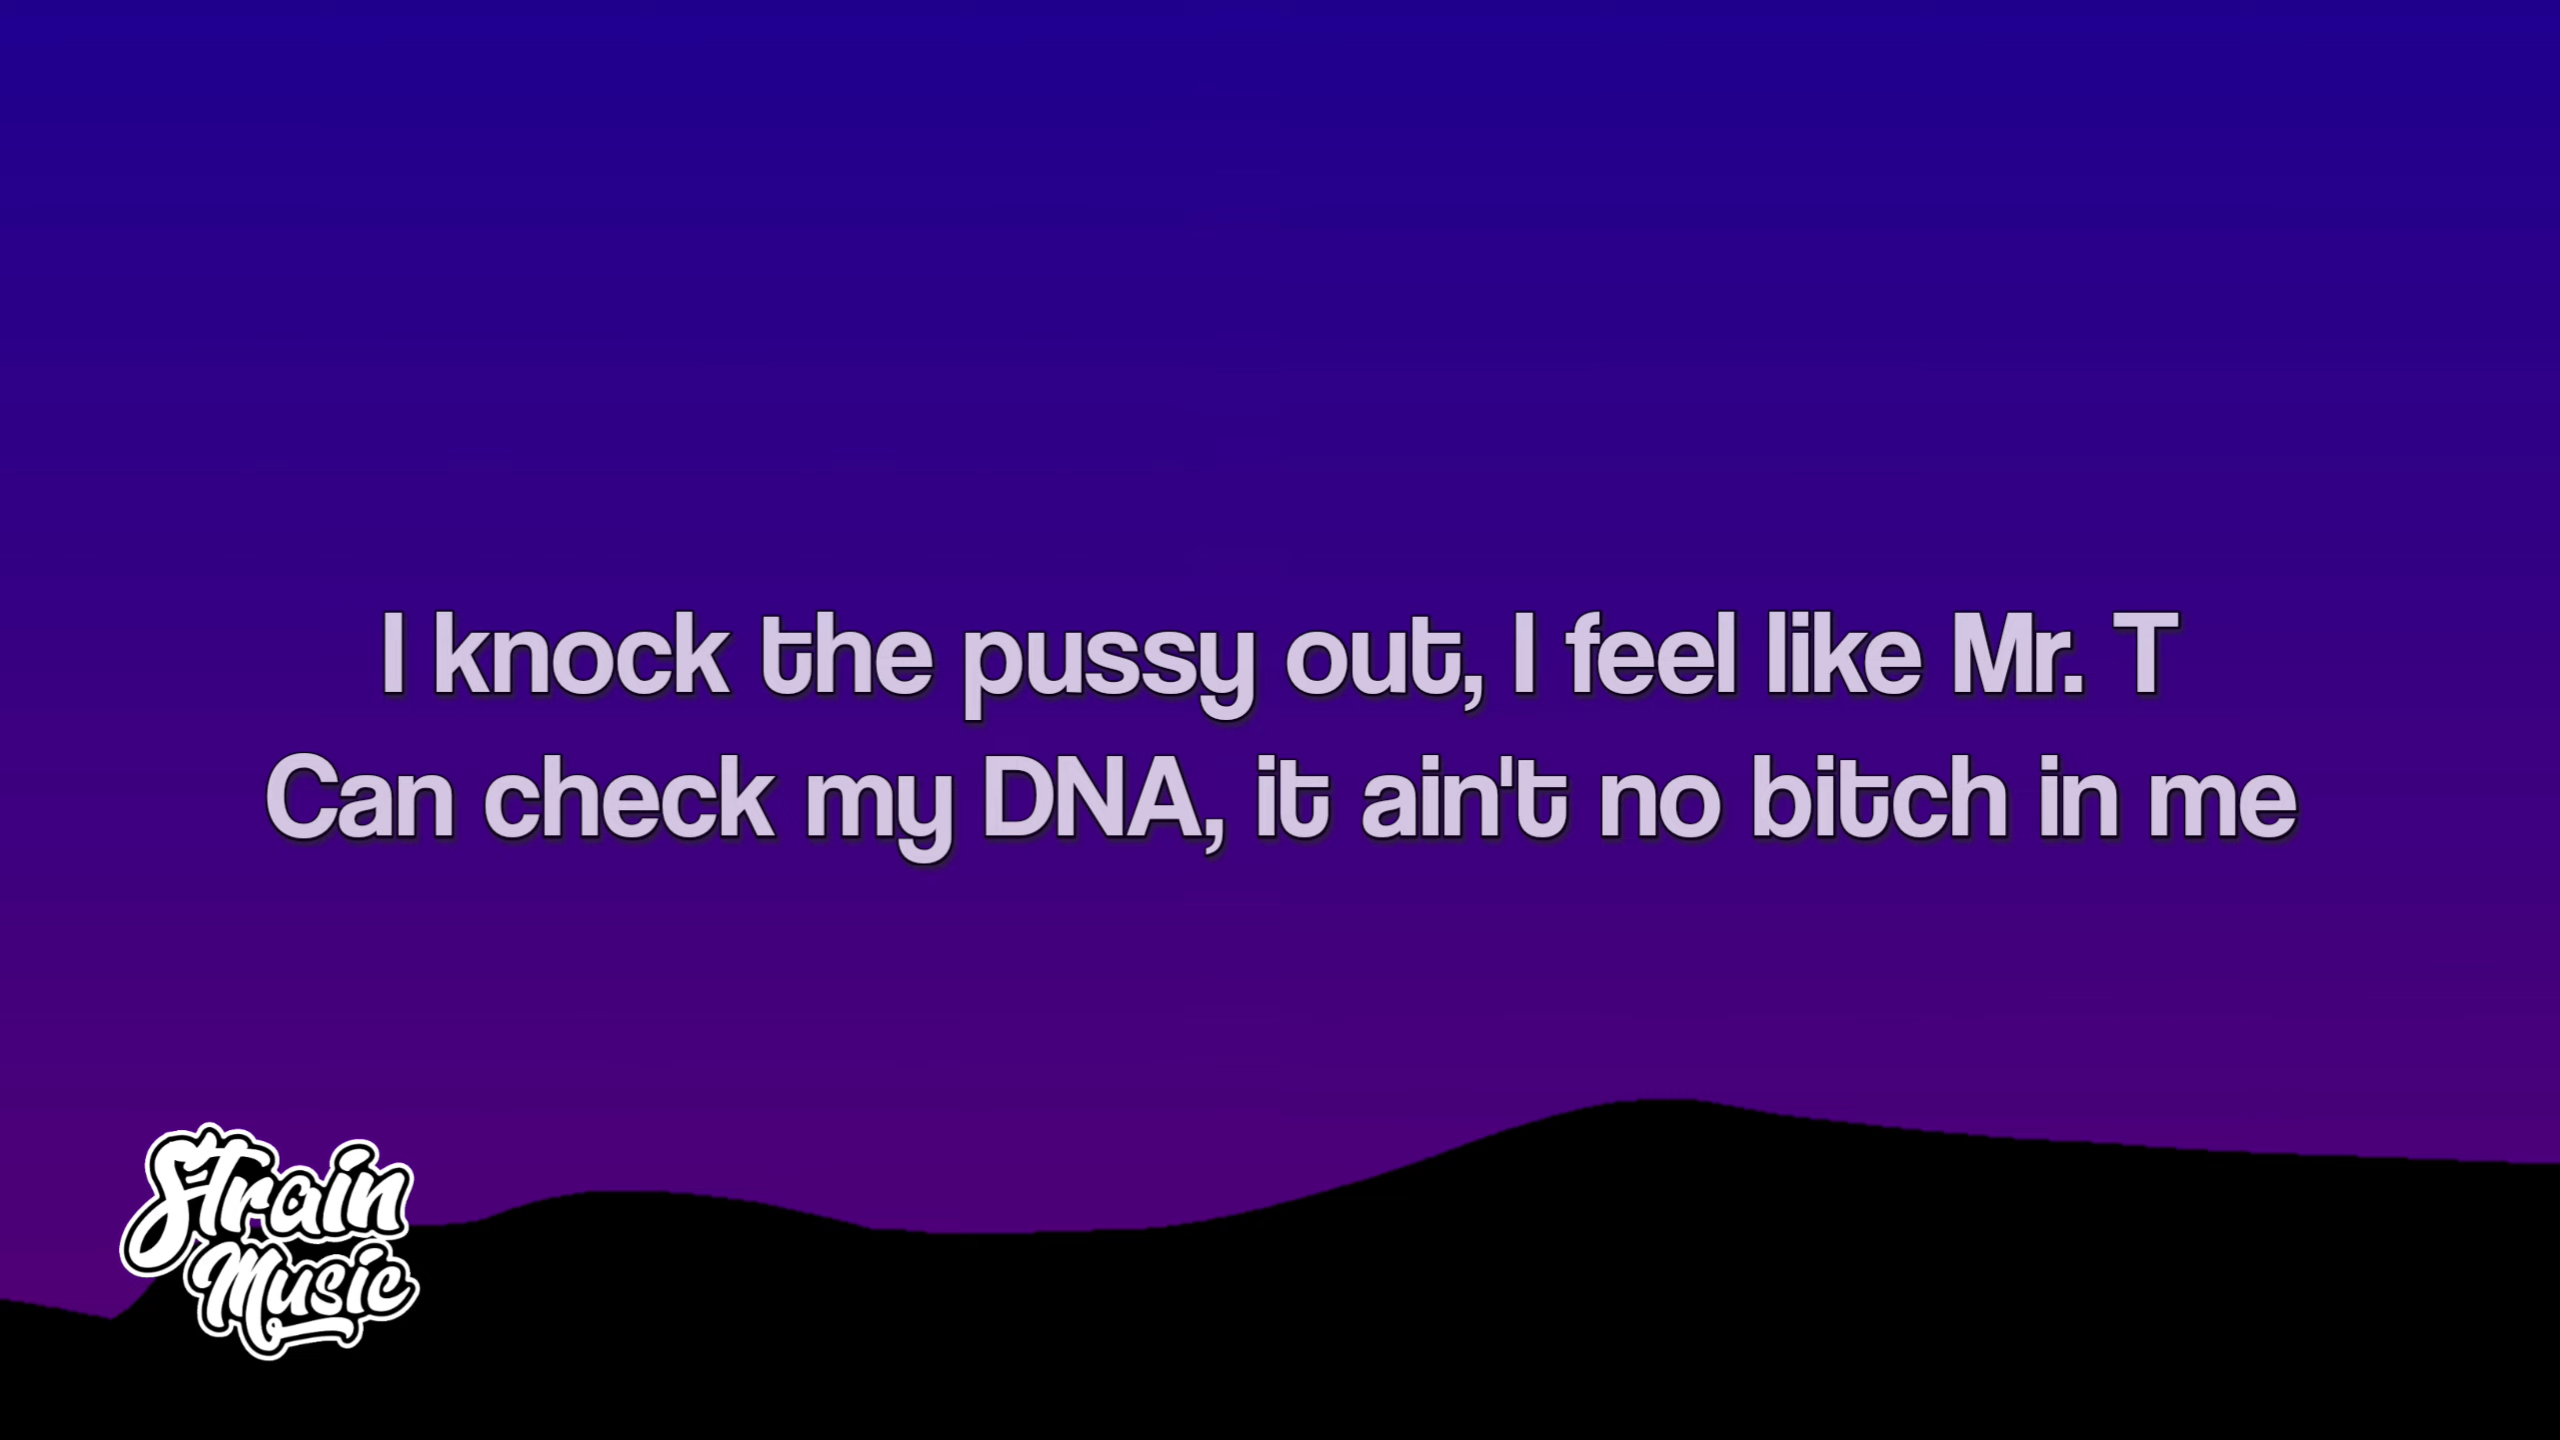 I knock the pussy out, I feel like Mr. T
Can check my DNA, it ain't no bitch in me
Strain
Music